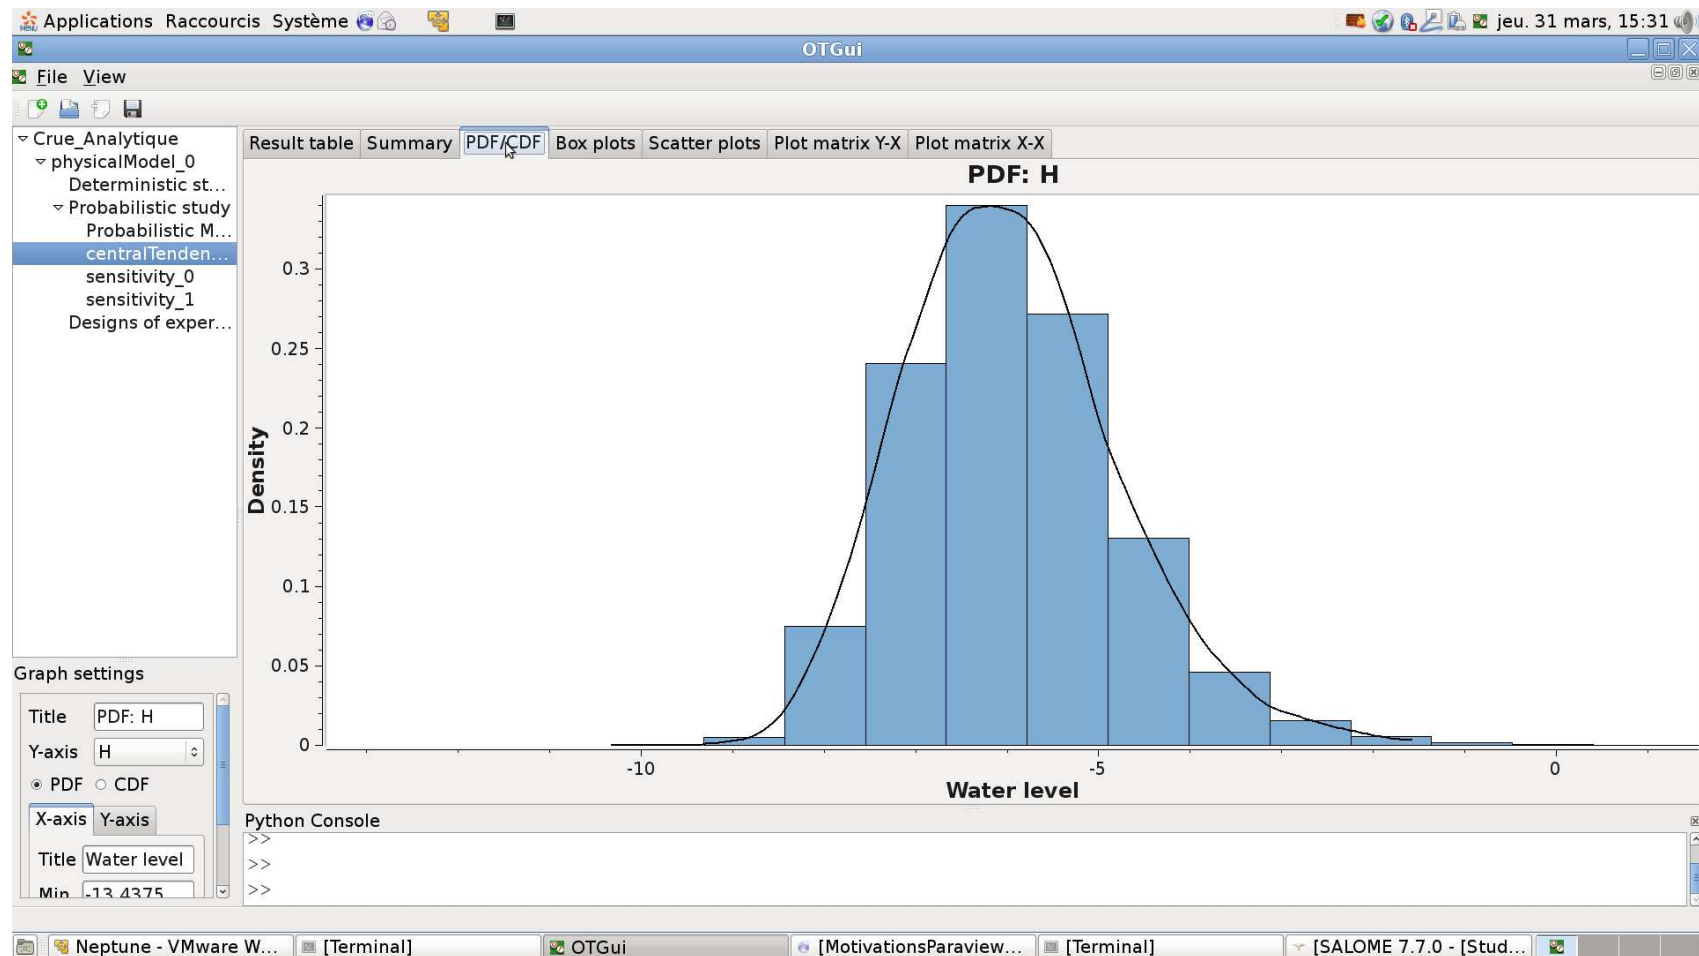 Applications Raccourcis Système jeu. 31 mars, 15:31
OTGui
File View
Crue_Analytique
physicalModel_0
Deterministic st...
Probabilistic study
Probabilistic M...
centralTenden...
sensitivity_0
sensitivity_1
Designs of exper...
Result table Summary PDF/CDF Box plots Scatter plots Plot matrix Y-X Plot matrix X-X
PDF: H
0.3
0.25
0.2
0.15
0.1
0.05
0
Density
-10 -5 0
Water level
Graph settings
Title PDF: H
Y-axis H
PDF CDF
X-axis Y-axis
Title Water level
Min -13.4375
Python Console
>>
>>
>>
Neptune - VMware W... [Terminal] OTGui [MotivationsParaview... [Terminal] [SALOME 7.7.0 - [Stud...